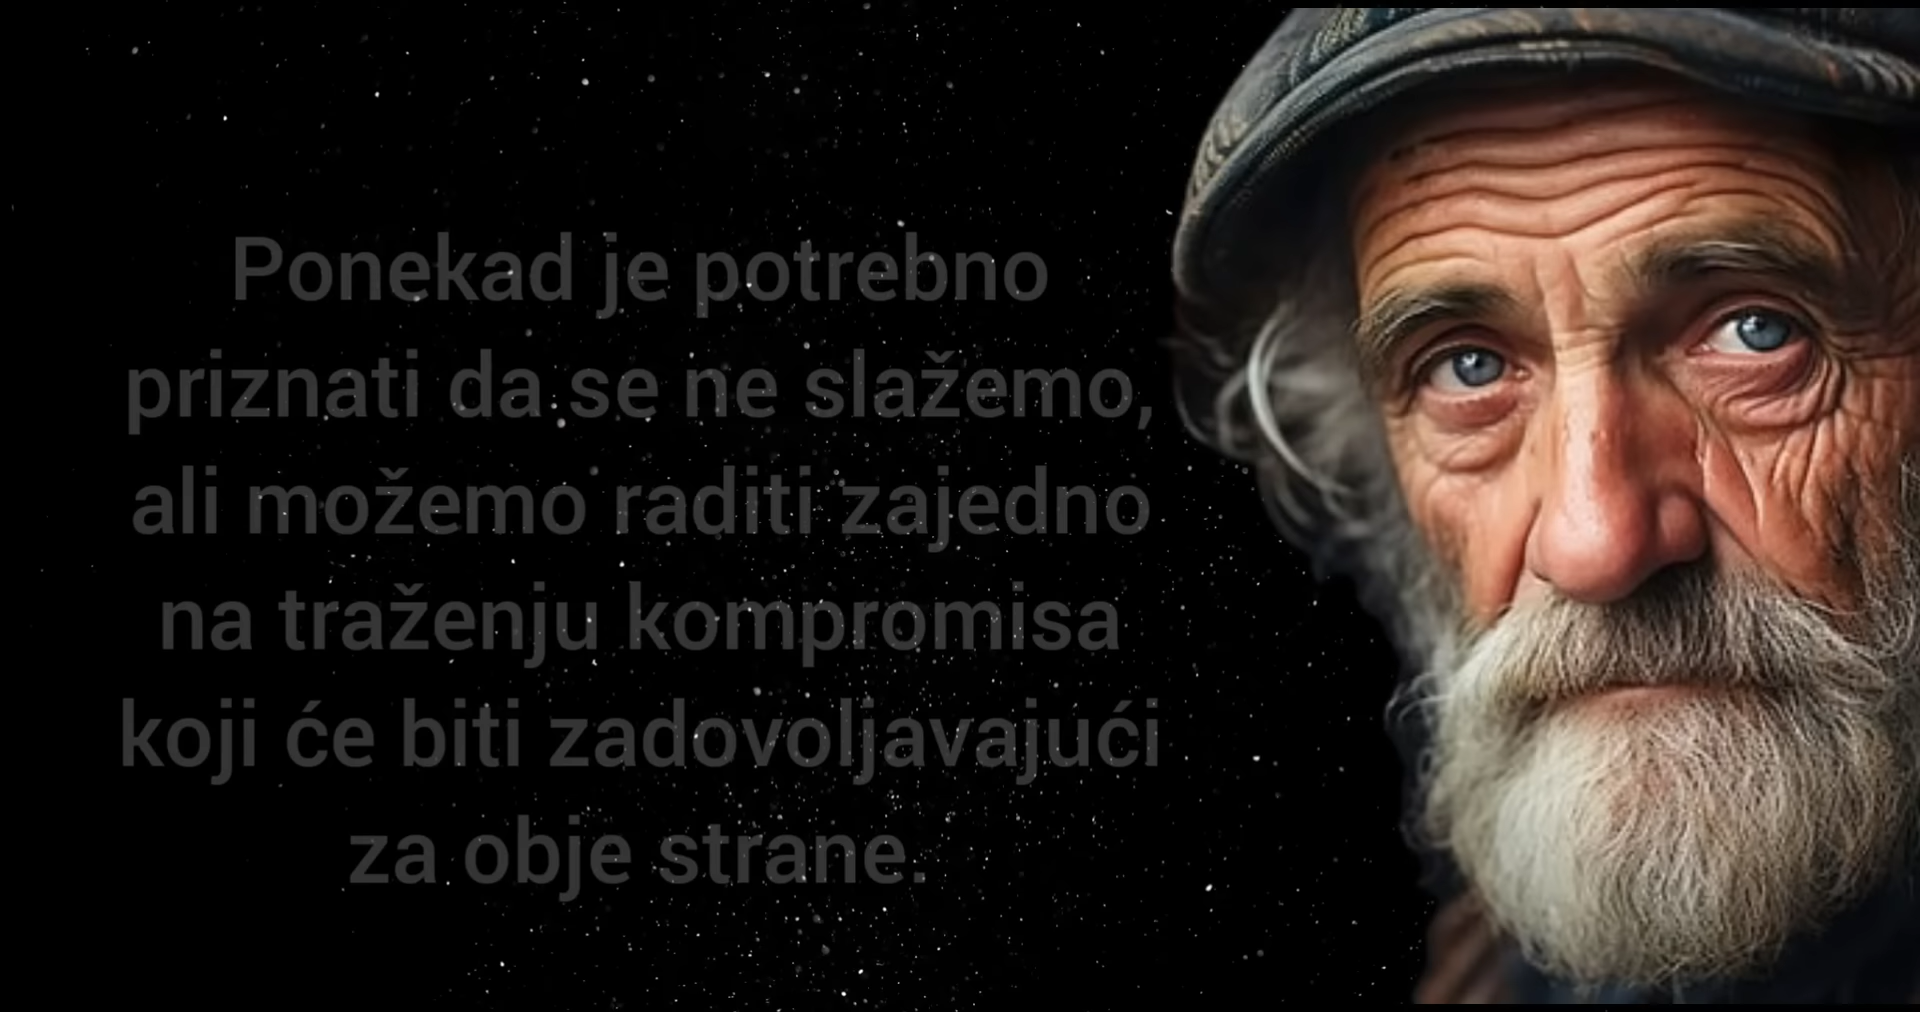 Ponekad je potrebno
priznati da se ne slažemo,
ali možemo raditi zajedno
na traženju kompromisa
koji će biti zadovoljavajući
za obje strane.